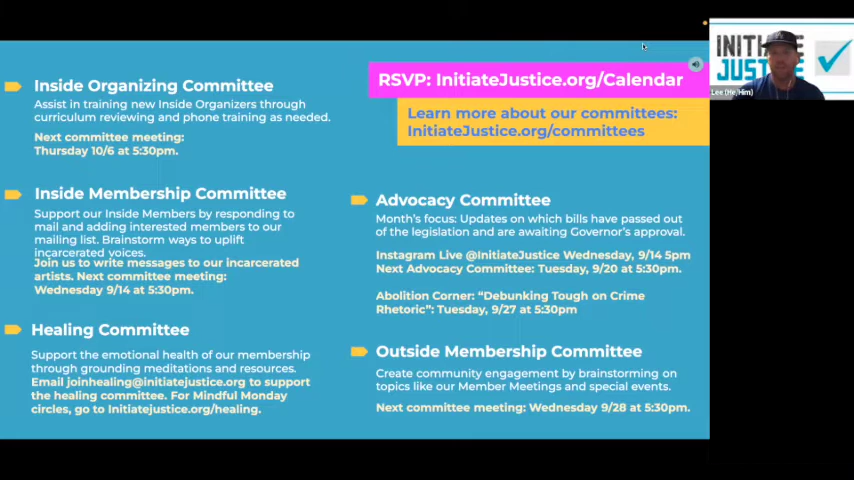 Inside Organizing Committee
Assist in training new Inside Organizers through
curriculum reviewing and phone training as needed.
Next committee meeting:
Thursday 10/6 at 5:30pm.
Inside Membership Committee
Support our Inside Members by responding to
mail and adding interested members to our
mailing list. Brainstorm ways to uplift
incarcerated voices.
Join us to write messages to our incarcerated
artists. Next committee meeting:
Wednesday 9/14 at 5:30pm.
Healing Committee
Support the emotional health of our membership
through grounding meditations and resources.
Email joinhealing@initiatejustice.org to support
the healing committee. For Mindful Monday
circles, go to Initiatejustice.org/healing.
RSVP: InitiateJustice.org/Calendar
Learn more about our committees:
InitiateJustice.org/committees
Advocacy Committee
Month's focus: Updates on which bills have passed out
of the legislation and are awaiting Governor's approval.
Instagram Live @InitiateJustice Wednesday, 9/14 5pm
Next Advocacy Committee: Tuesday, 9/20 at 5:30pm.
Abolition Corner: “Debunking Tough on Crime
Rhetoric”: Tuesday, 9/27 at 5:30pm
Outside Membership Committee
Create community engagement by brainstorming on
topics like our Member Meetings and special events.
Next committee meeting: Wednesday 9/28 at 5:30pm.
INITIATE
JUSTICE
Lee (He/Him)